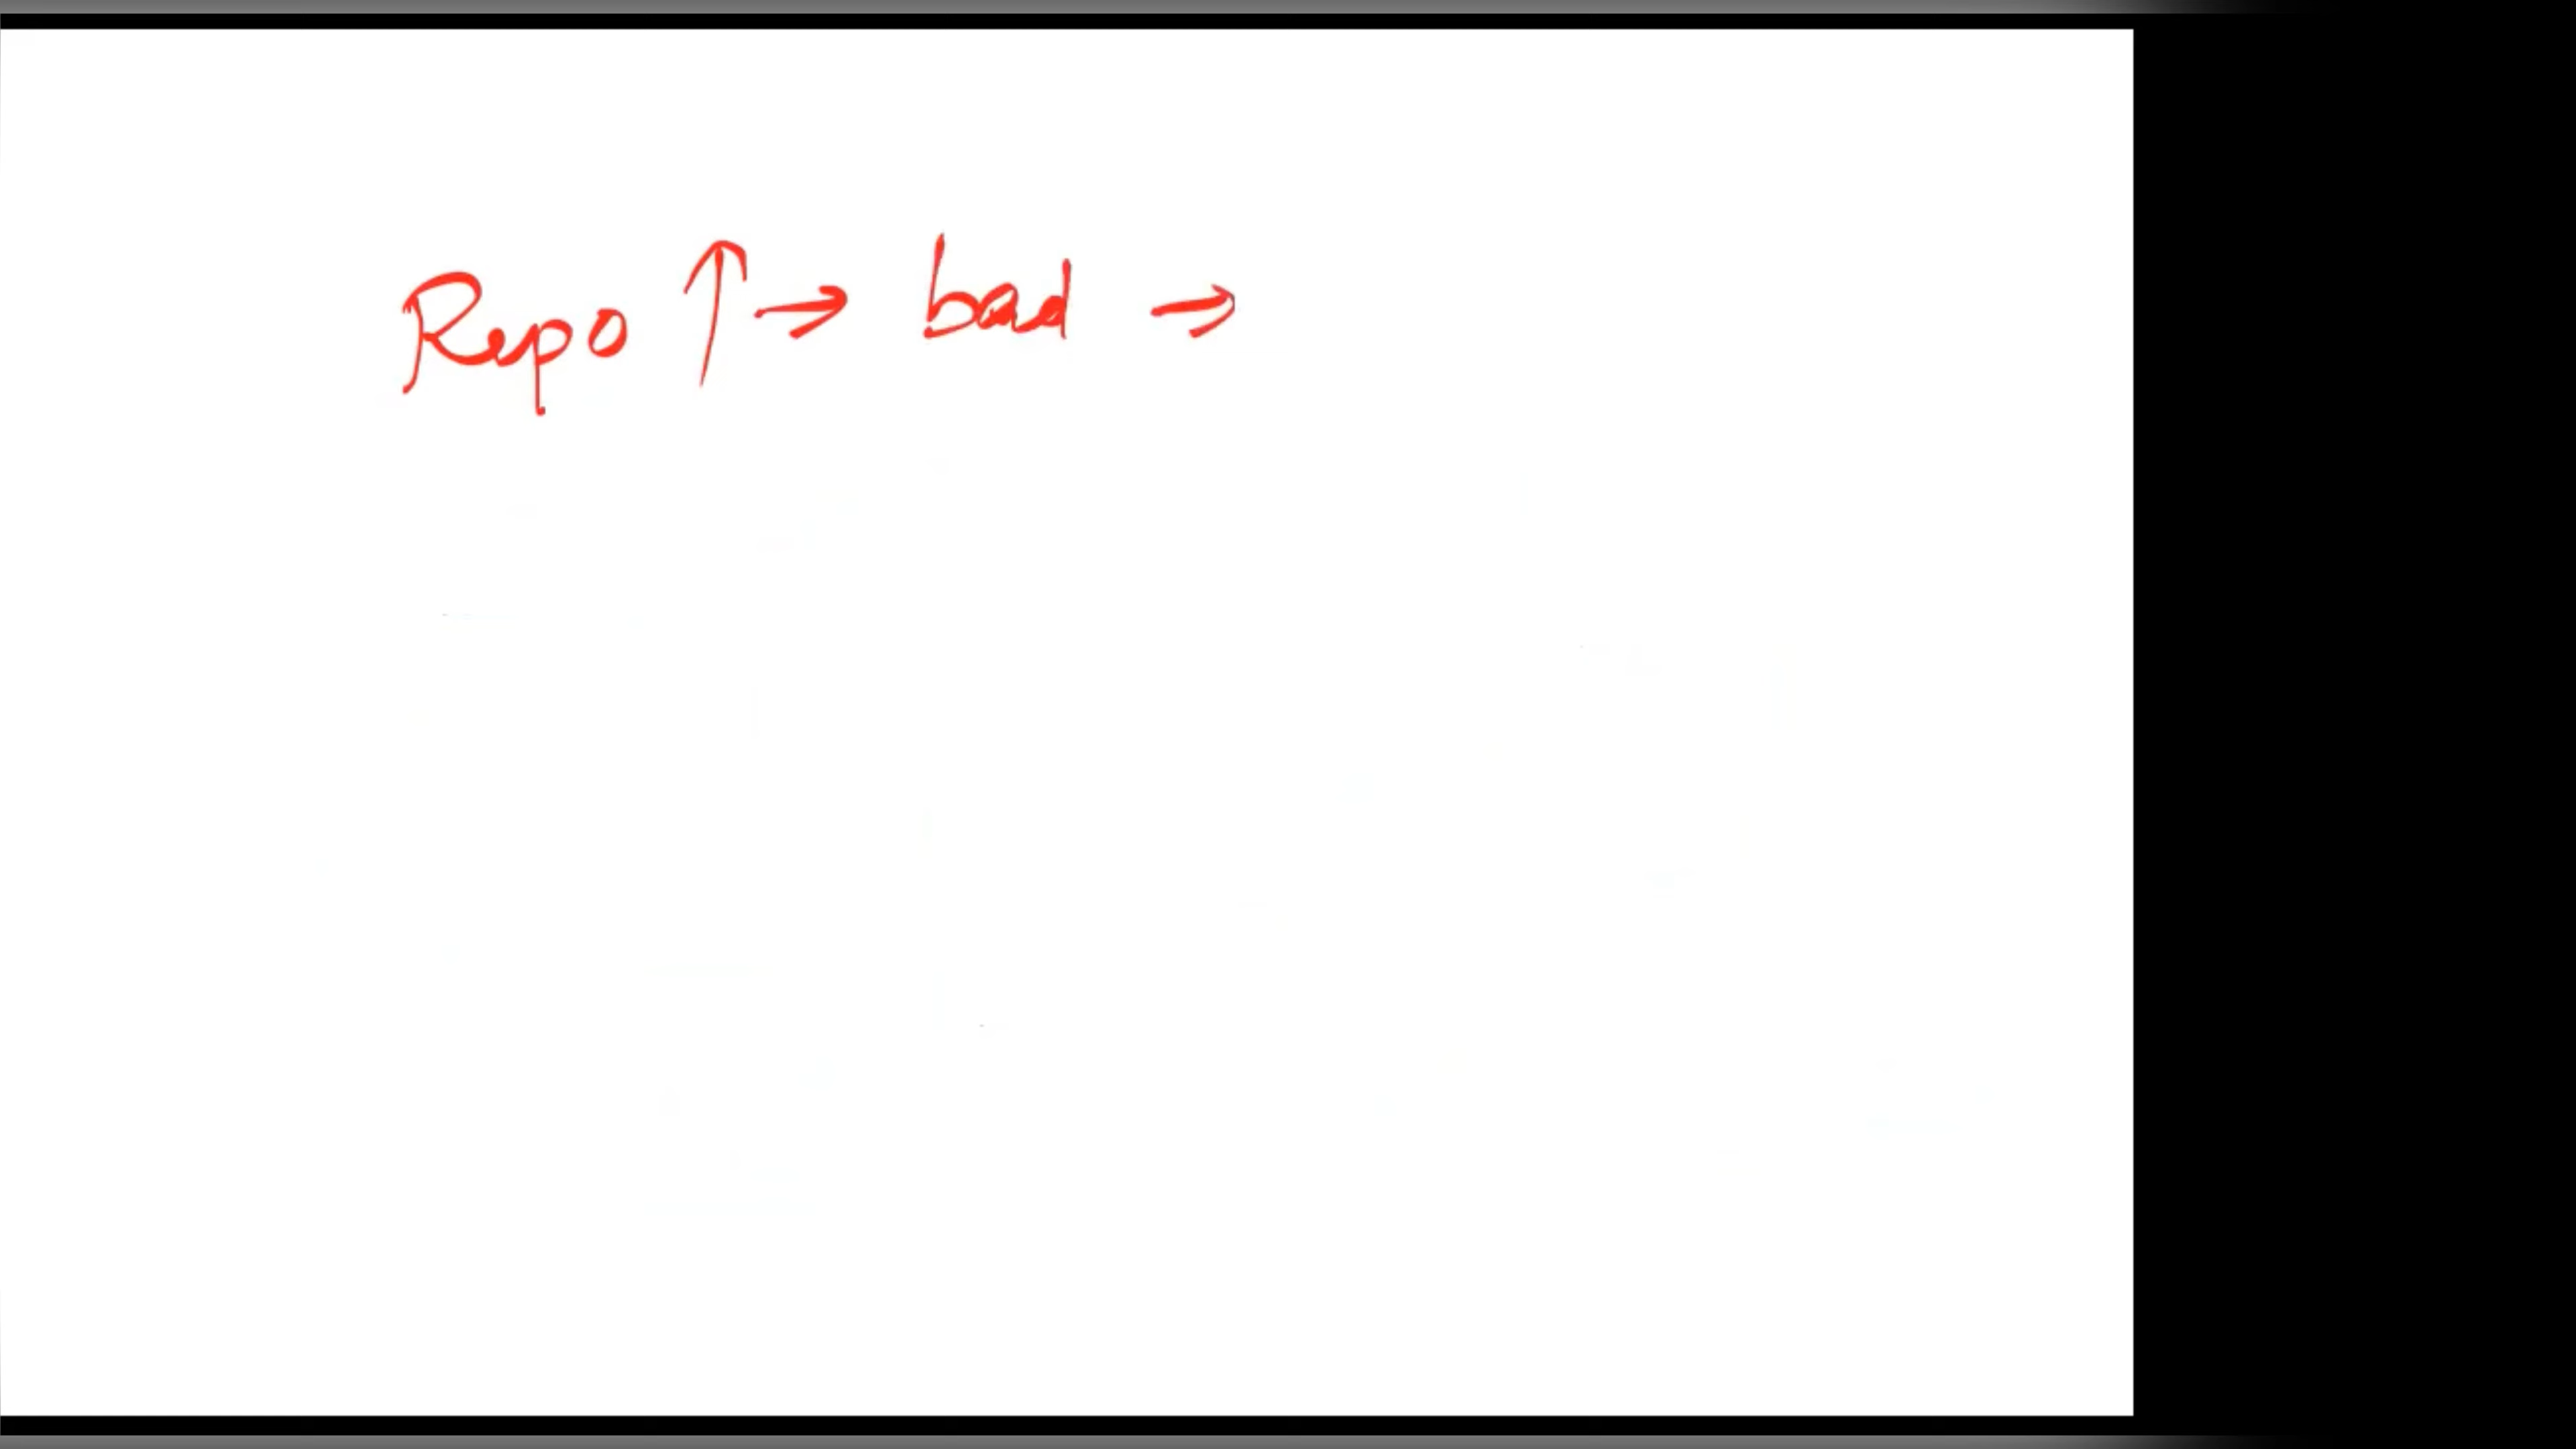 Repo ↑ → bad →